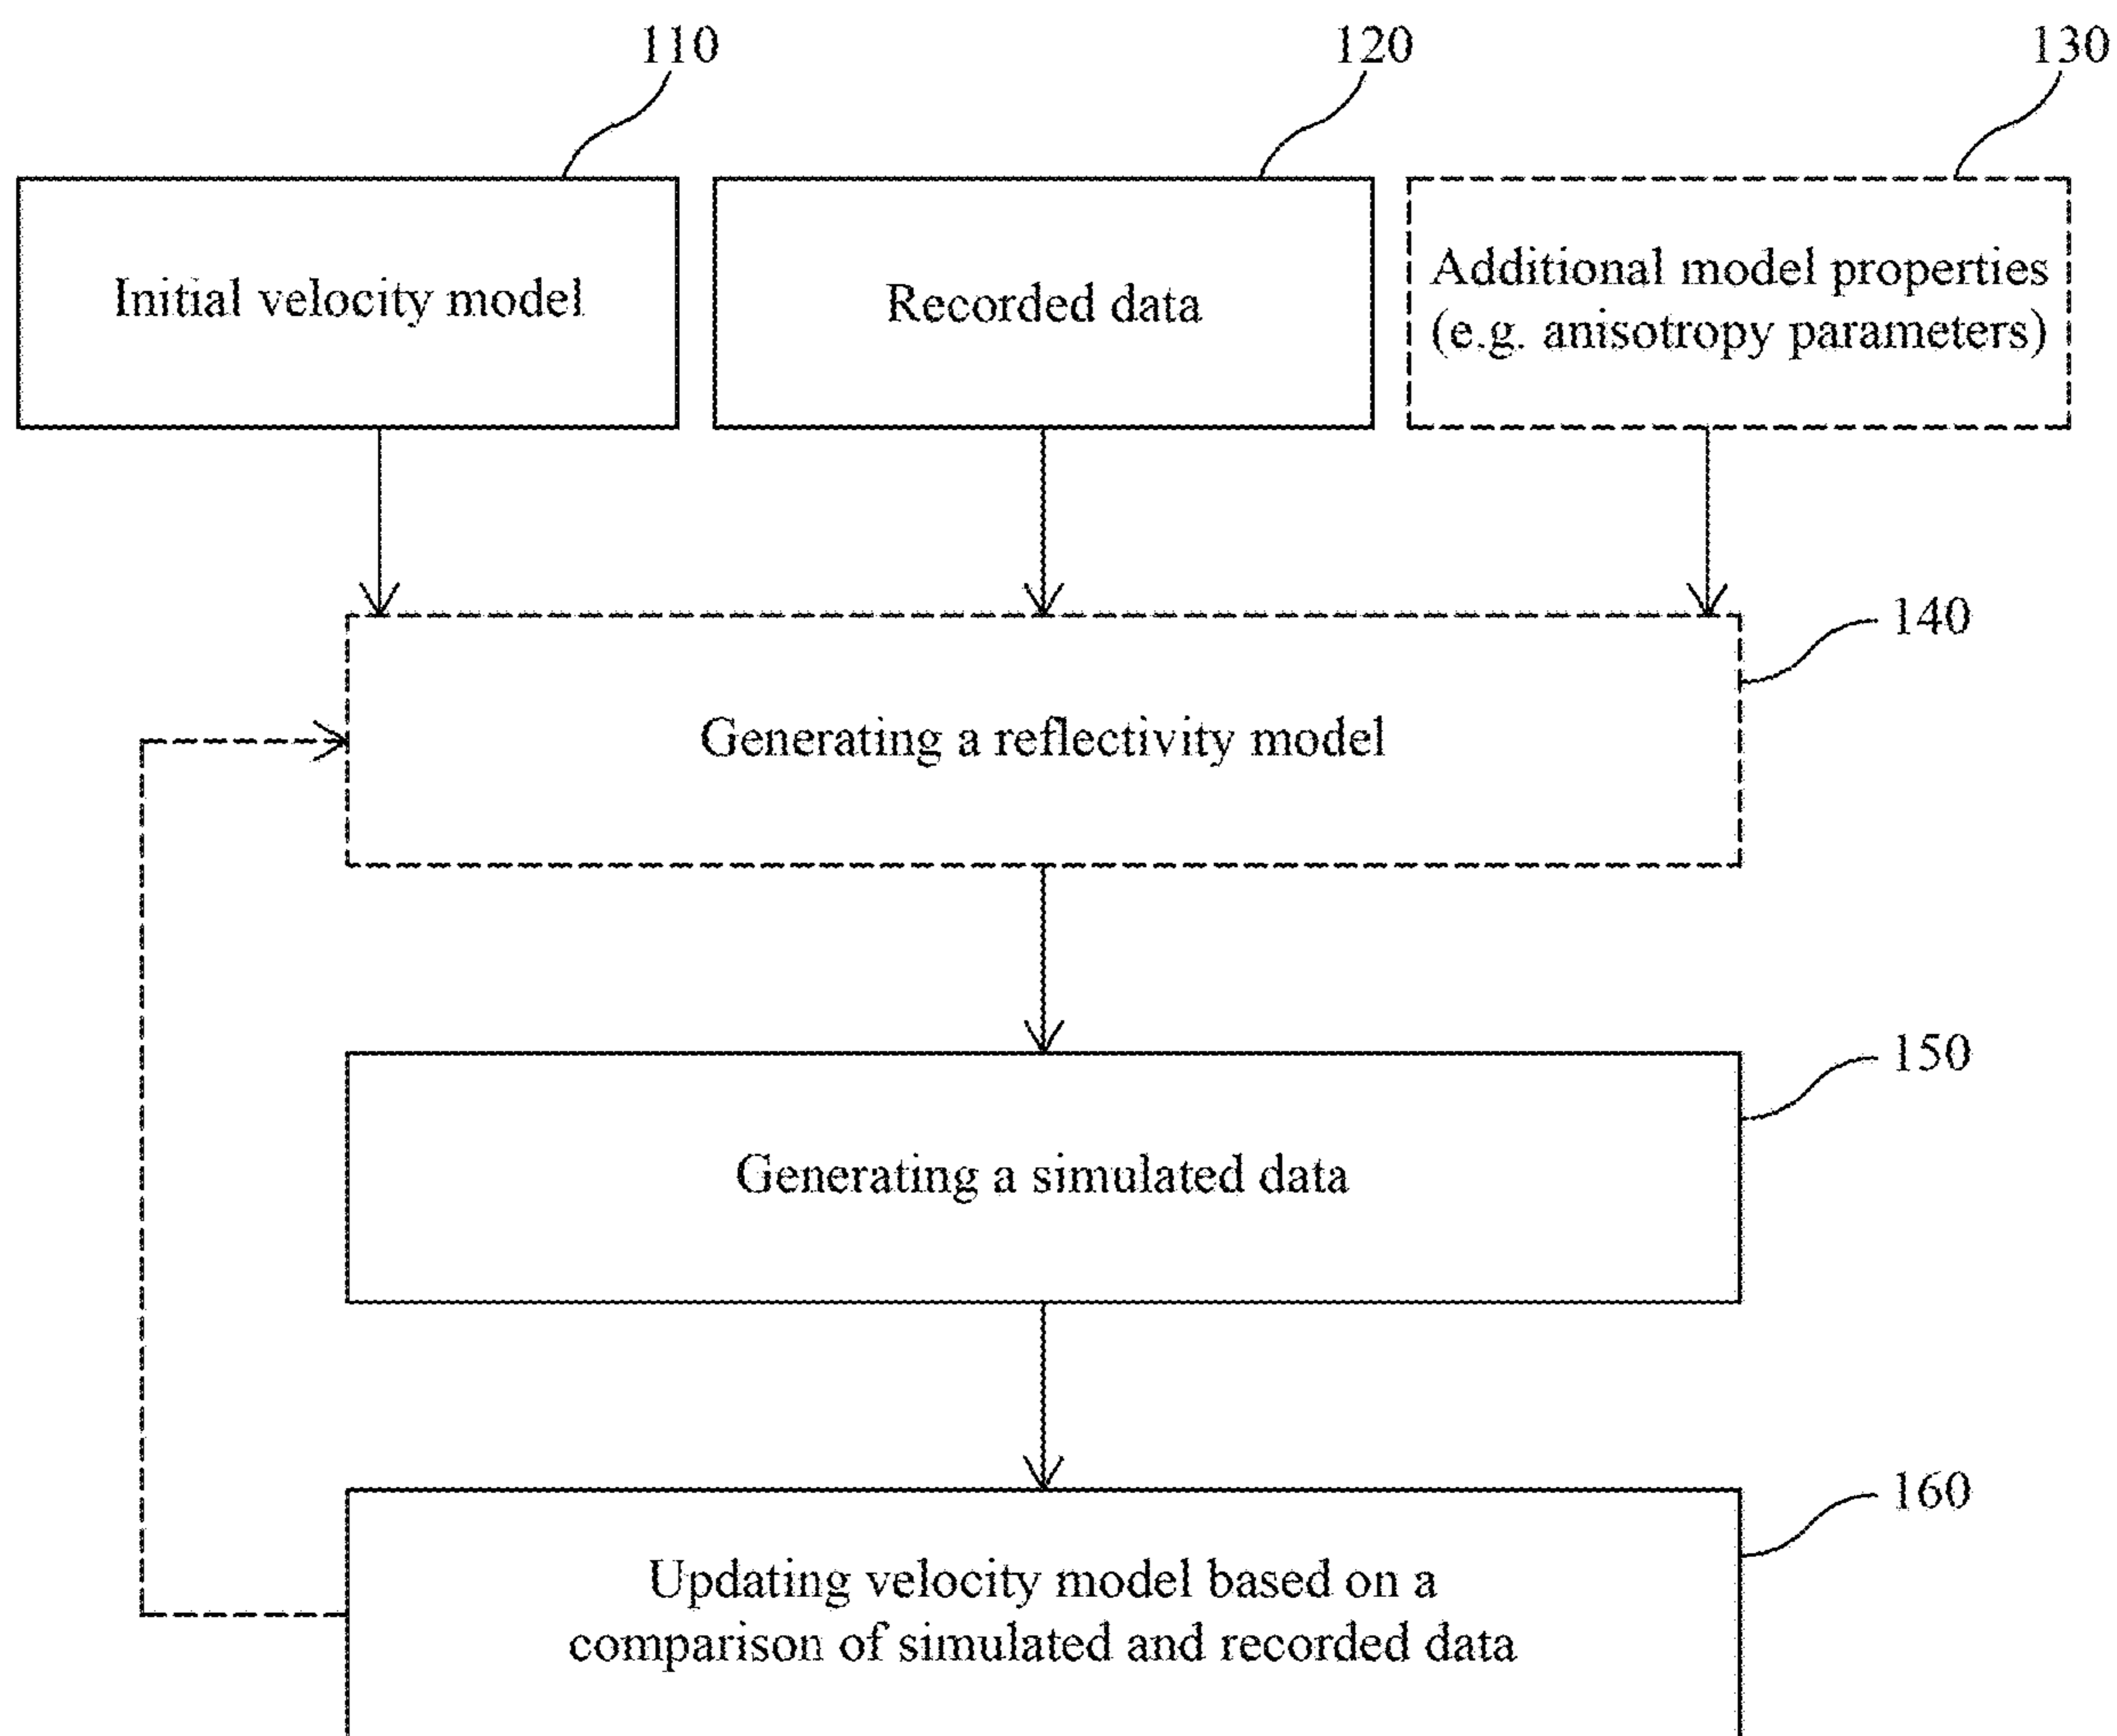 110
120
130
Initial velocity model
Recorded data
Additional model properties
(e.g. anisotropy parameters)
140
Generating a reflectivity model
150
Generating a simulated data
160
Updating velocity model based on a
comparison of simulated and recorded data